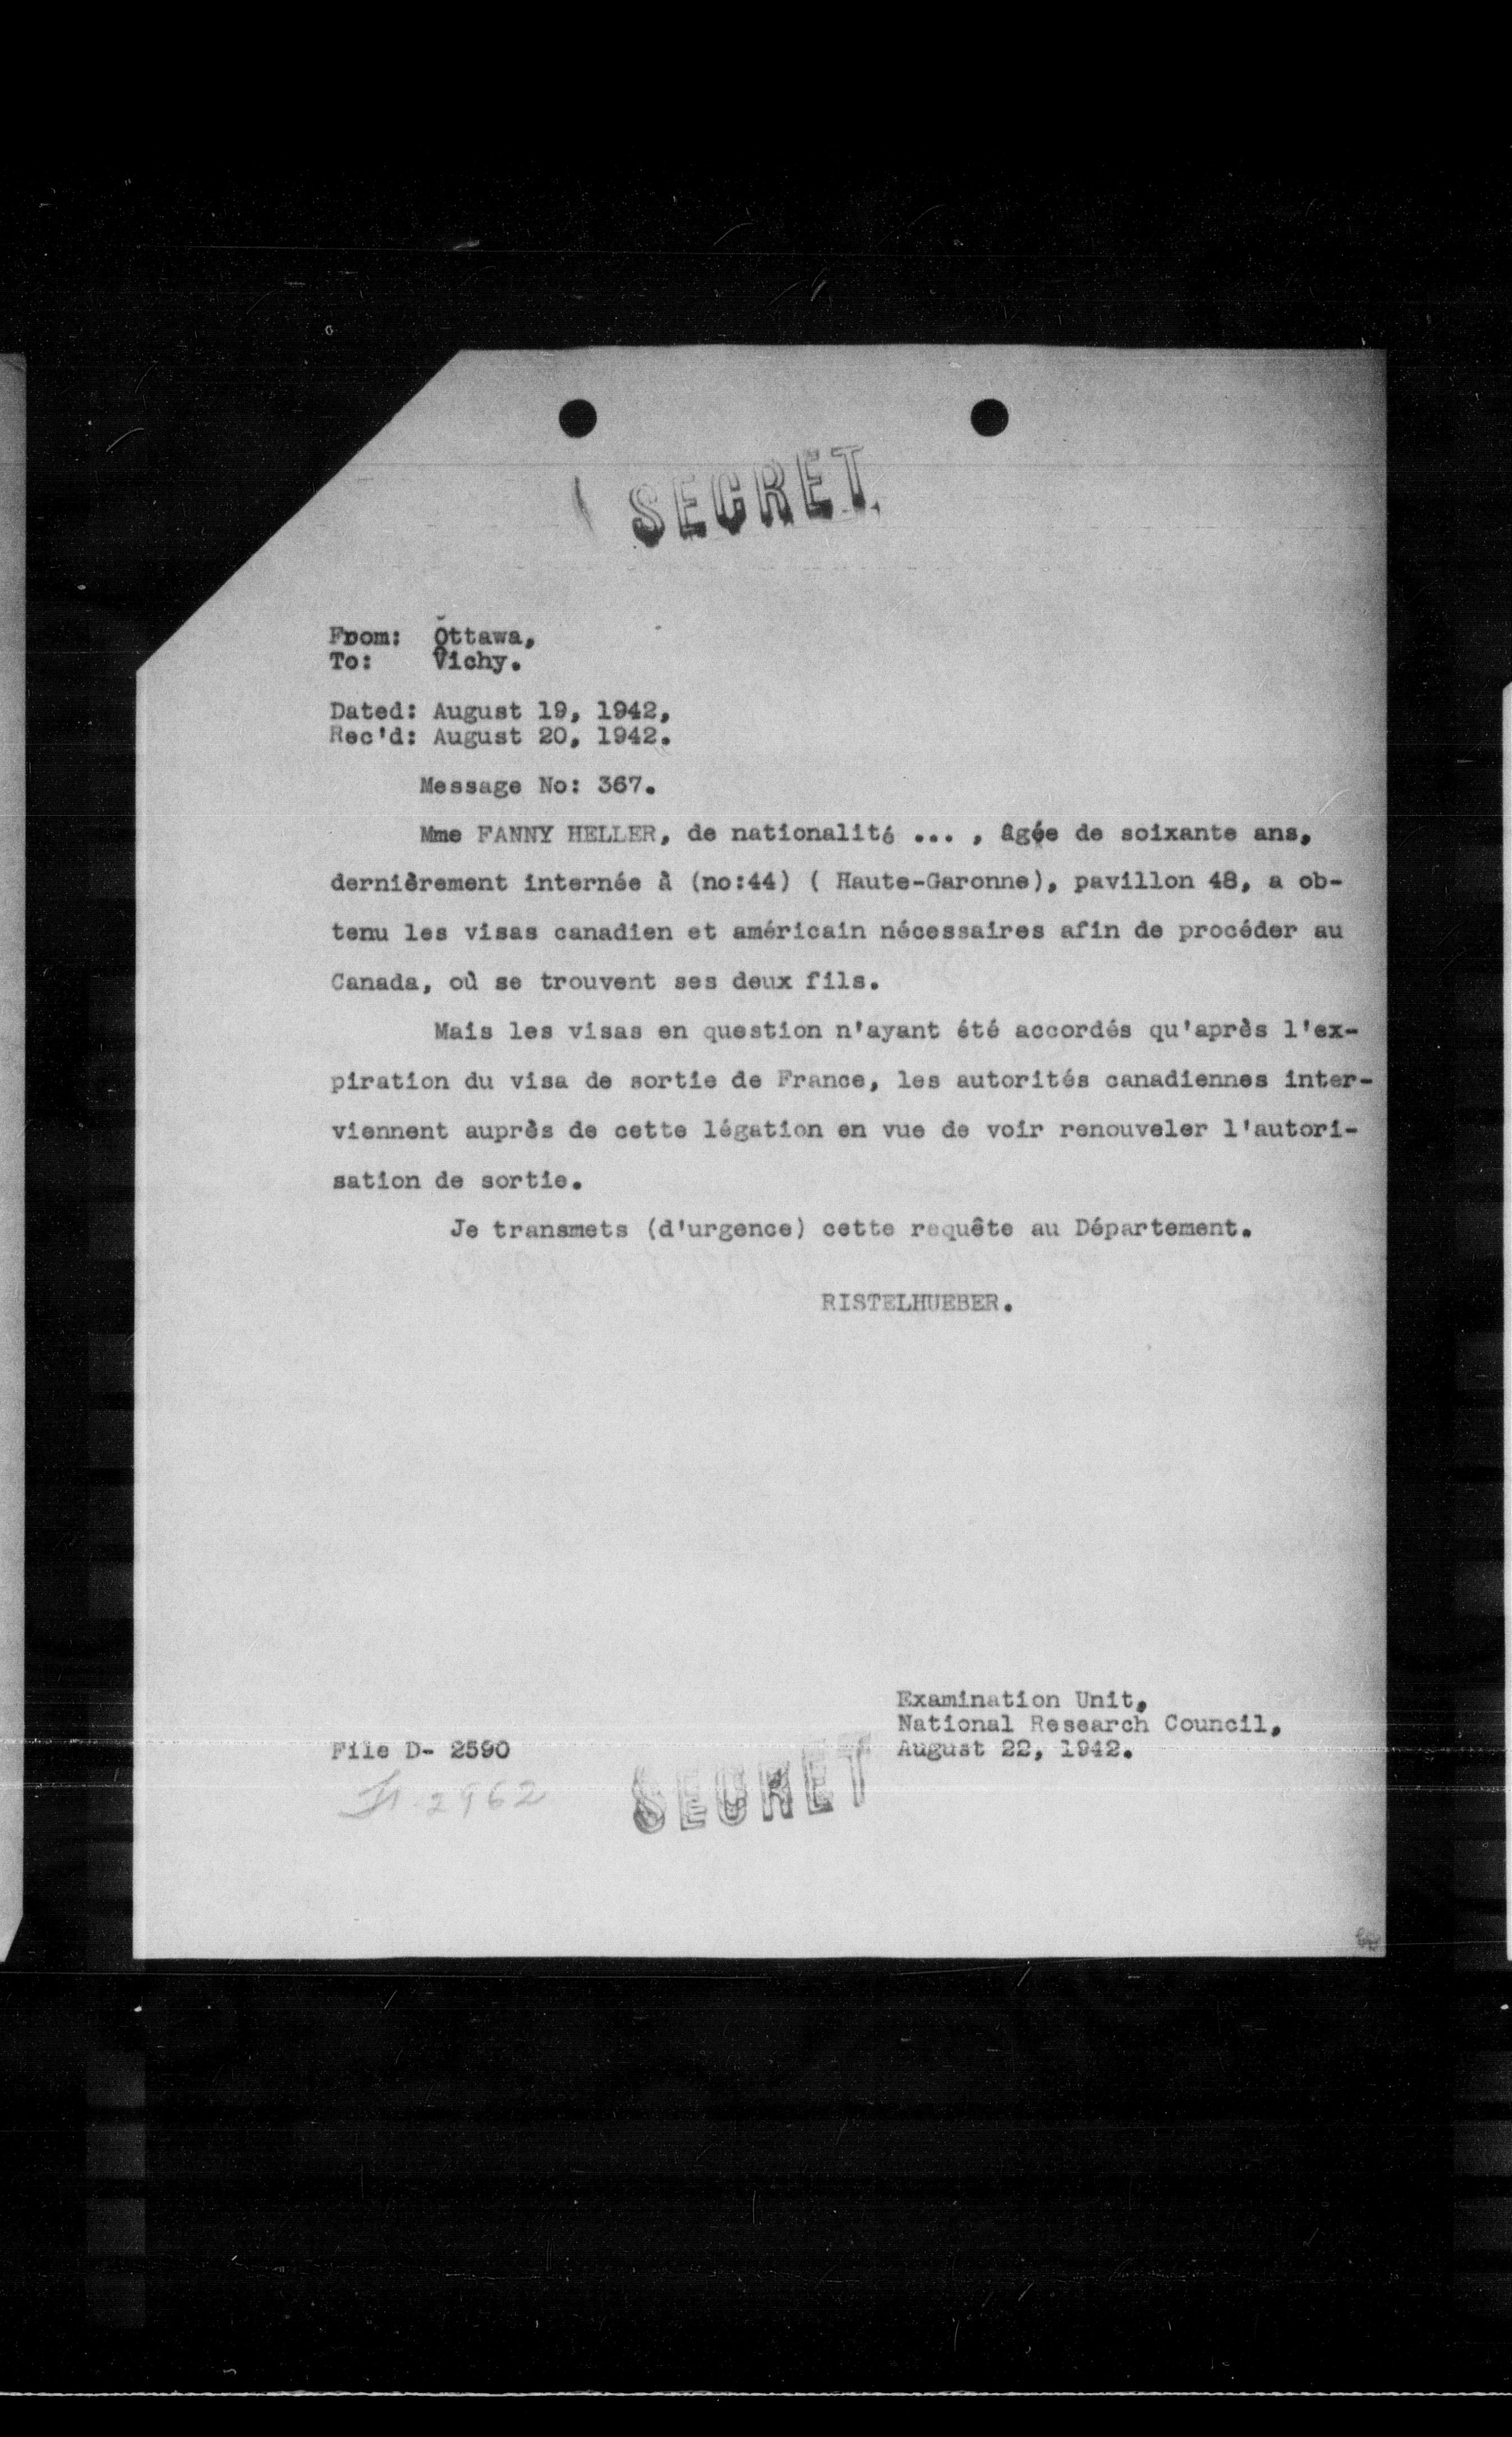 SECRET
From: Ottawa,
To: Vichy.
Dated: August 19, 1942,
Rec'd: August 20, 1942.
Message No: 367.
Mme FANNY HELLER, de nationalité ... , âgée de soixante ans,
dernièrement internée à (no:44) ( Haute-Garonne), pavillon 48, a ob-
tenu les visas canadien et américain nécessaires afin de procéder au
Canada, où se trouvent ses deux fils.
Mais les visas en question n'ayant été accordés qu'après l'ex-
piration du visa de sortie de France, les autorités canadiennes inter-
viennent auprès de cette légation en vue de voir renouveler l'autori-
sation de sortie.
Je transmets (d'urgence) cette requête au Département.
RISTELHUEBER.
Examination Unit,
National Research Council,
File D- 2590 August 22, 1942.
2962
SECRET